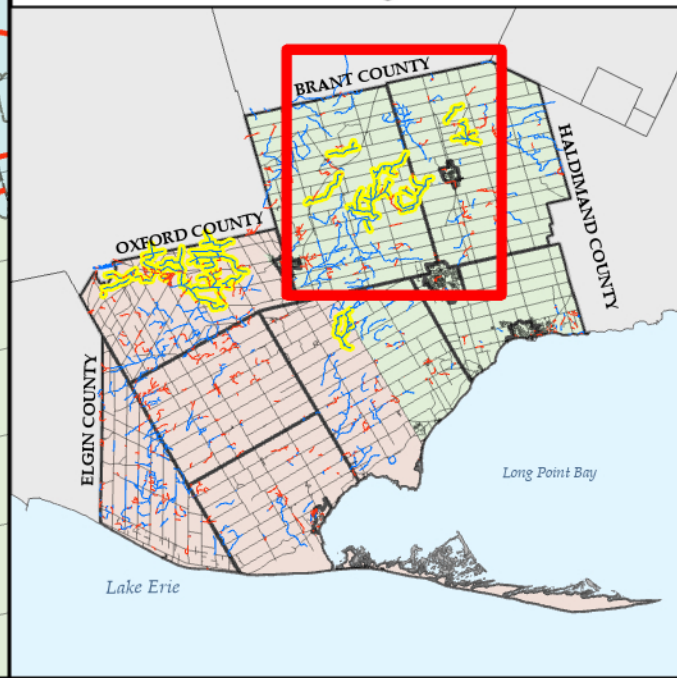 BRANT COUNTY
HALDIMAND COUNTY
OXFORD COUNTY
ELGIN COUNTY
Long Point Bay
Lake Erie